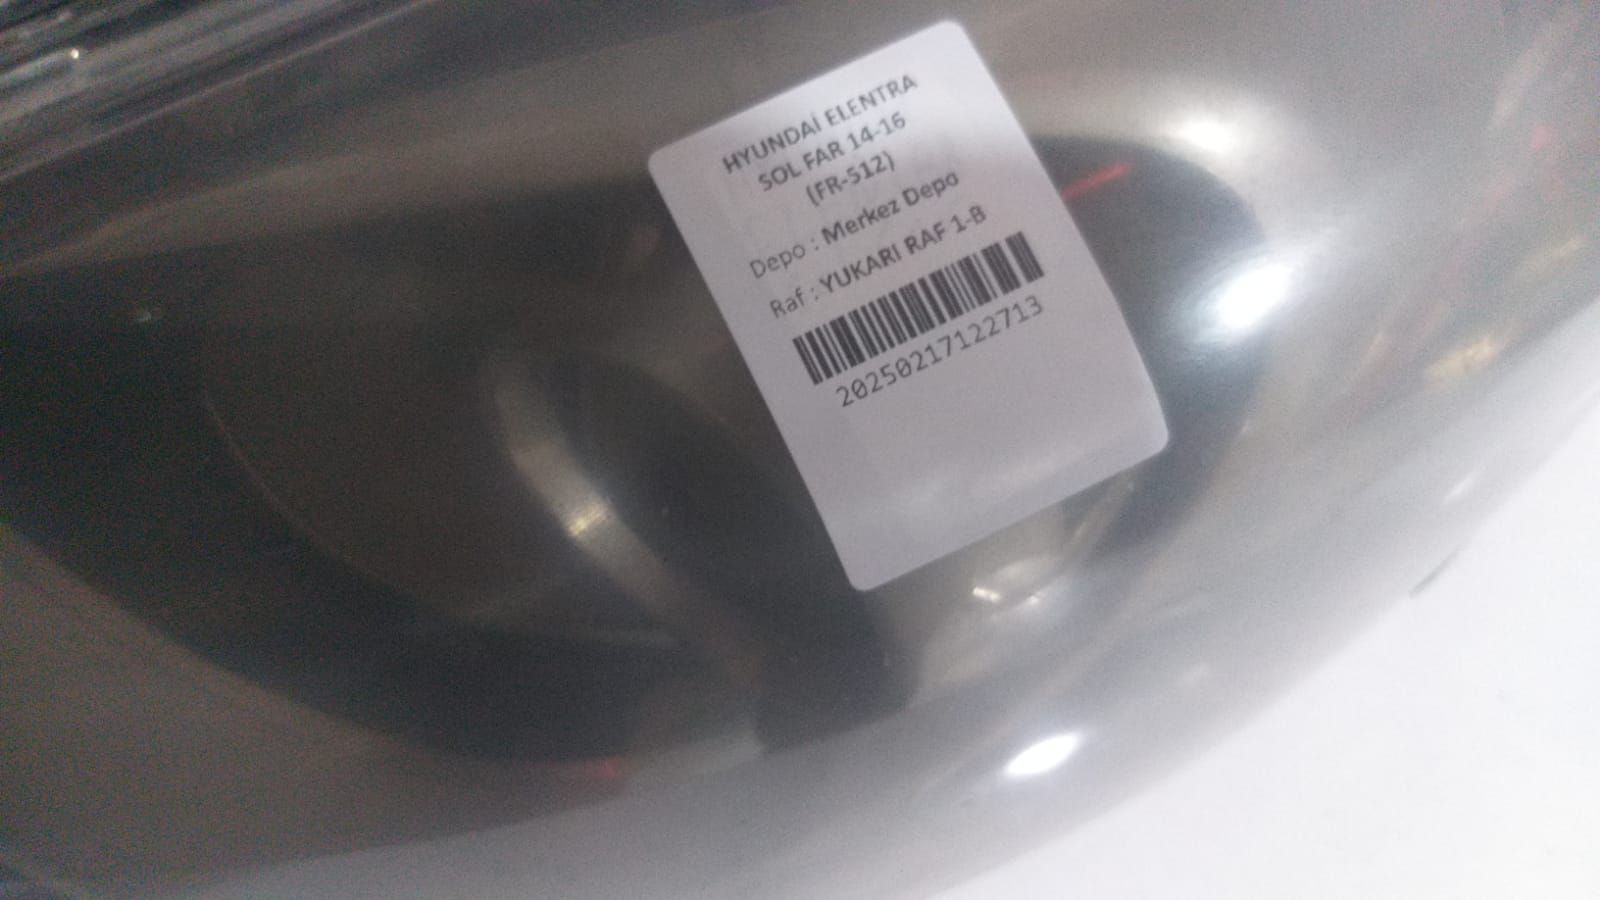 HYUNDAİ ELENTRA
SOL FAR 14-16
(FR-512)
Depo : Merkez Depo
Raf : YUKARI RAF 1-B
20250217122713